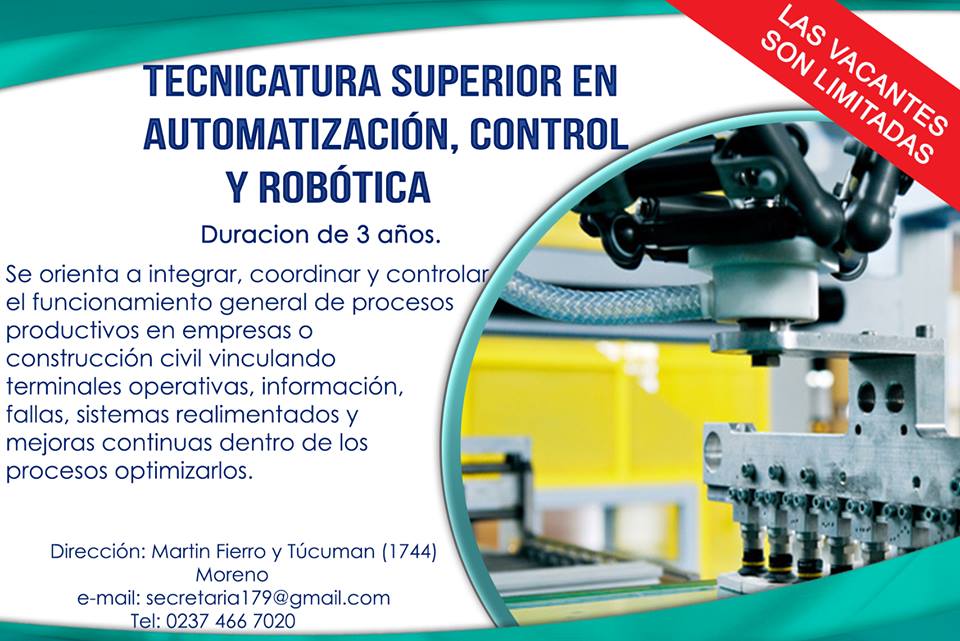 LAS VACANTES
SON LIMITADAS
TECNICATURA SUPERIOR EN
AUTOMATIZACIÓN, CONTROL
Y ROBÓTICA
Duracion de 3 años.
Se orienta a integrar, coordinar y controlar
el funcionamiento general de procesos
productivos en empresas o
construcción civil vinculando
terminales operativas, información,
fallas, sistemas realimentados y
mejoras continuas dentro de los
procesos optimizarlos.
Dirección: Martin Fierro y Túcuman (1744)
Moreno
e-mail: secretaria179@gmail.com
Tel: 0237 466 7020